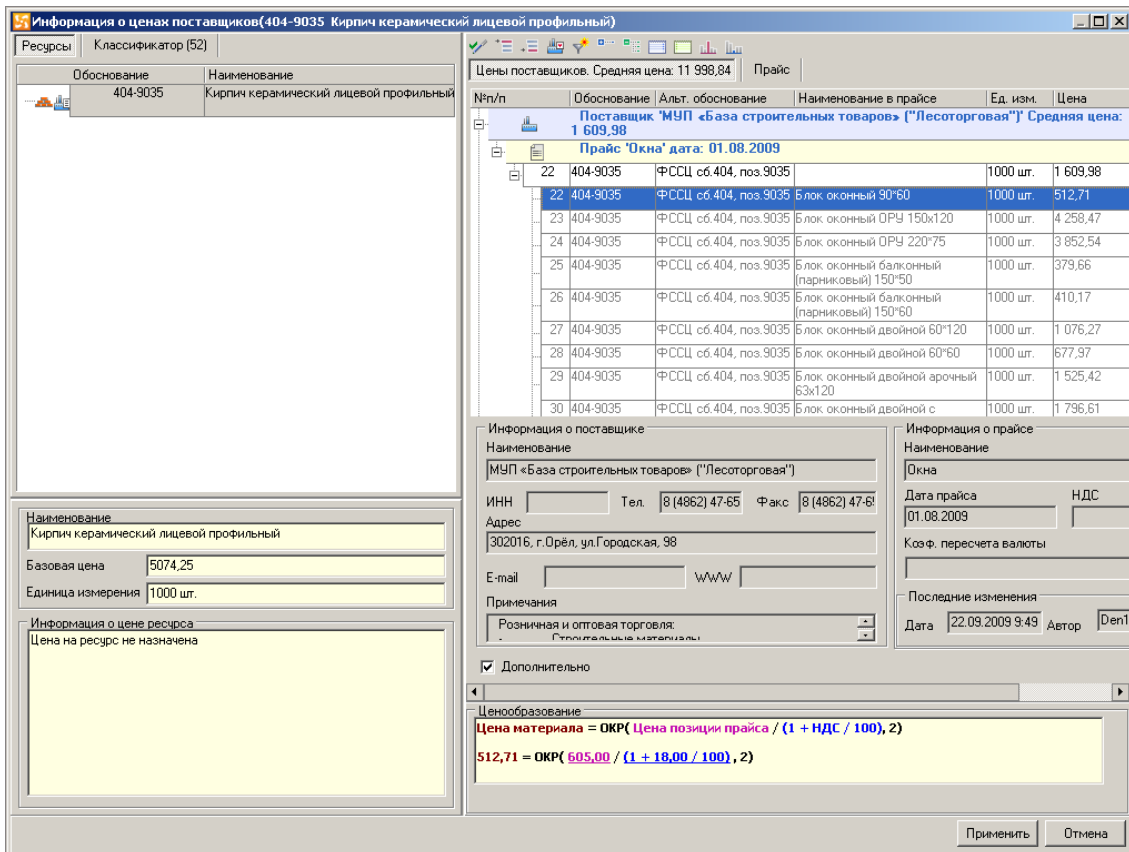 Информация о ценах поставщиков(404-9035 Кирпич керамический лицевой профильный)
Ресурсы Классификатор (52)
Обоснование Наименование
404-9035 Кирпич керамический лицевой профильный
Цены поставщиков. Средняя цена: 11 998,84 Прайс
№п/п Обоснование Альт. обоснование Наименование в прайсе Ед. изм. Цена
Поставщик 'МУП «База строительных товаров» ("Лесоторговая")' Средняя цена:
1 609,98
Прайс 'Окна' дата: 01.08.2009
22 404-9035 ФССЦ сб.404, поз.9035 1000 шт. 1 609,98
22 404-9035 ФССЦ сб.404, поз.9035 Блок оконный 90*60 1000 шт. 512,71
23 404-9035 ФССЦ сб.404, поз.9035 Блок оконный ОРУ 150х120 1000 шт. 4 258,47
24 404-9035 ФССЦ сб.404, поз.9035 Блок оконный ОРУ 220*75 1000 шт. 3 852,54
25 404-9035 ФССЦ сб.404, поз.9035 Блок оконный балконный 1000 шт. 379,66
(парниковый) 150*50
26 404-9035 ФССЦ сб.404, поз.9035 Блок оконный балконный 1000 шт. 410,17
(парниковый) 150*60
27 404-9035 ФССЦ сб.404, поз.9035 Блок оконный двойной 60*120 1000 шт. 1 076,27
28 404-9035 ФССЦ сб.404, поз.9035 Блок оконный двойной 60*60 1000 шт. 677,97
29 404-9035 ФССЦ сб.404, поз.9035 Блок оконный двойной арочный 1000 шт. 1 525,42
63х120
30 404-9035 ФССЦ сб.404, поз.9035 Блок оконный двойной с 1000 шт. 1 796,61
Наименование
Кирпич керамический лицевой профильный
Базовая цена 5074,25
Единица измерения 1000 шт.
Информация о цене ресурса
Цена на ресурс не назначена
Информация о поставщике
Наименование
МУП «База строительных товаров» ("Лесоторговая")
ИНН Тел. 8 (4862) 47-65 Факс 8 (4862) 47-6
Адрес
302016, г.Орёл, ул.Городская, 98
E-mail WWW
Примечания
Розничная и оптовая торговля:
Строительные материалы
Информация о прайсе
Наименование
Окна
Дата прайса НДС
01.08.2009
Коэф. пересчета валюты
Последние изменения
Дата 22.09.2009 9:49 Автор Den1
Дополнительно
Ценообразование
Цена материала = ОКР( Цена позиции прайса / (1 + НДС / 100), 2)
512,71 = ОКР( 605,00 / (1 + 18,00 / 100) , 2)
Применить Отмена